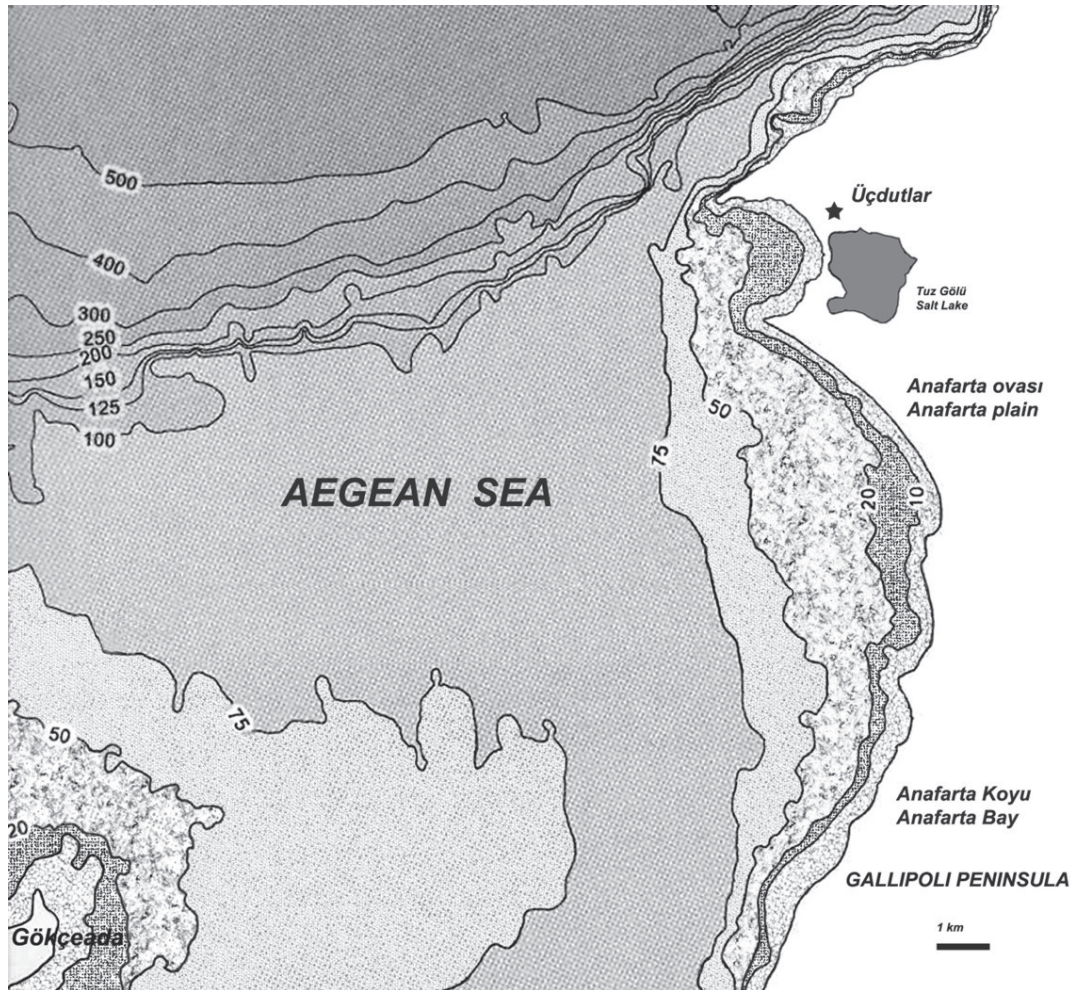 500
400
300
250
200
150
125
100
Üçdutlar
Tuz Gölü
Salt Lake
Anafarta ovası
Anafarta plain
50
75
20
10
AEGEAN SEA
75
50
20
Gökçeada
Anafarta Koyu
Anafarta Bay
GALLIPOLI PENINSULA
1 km